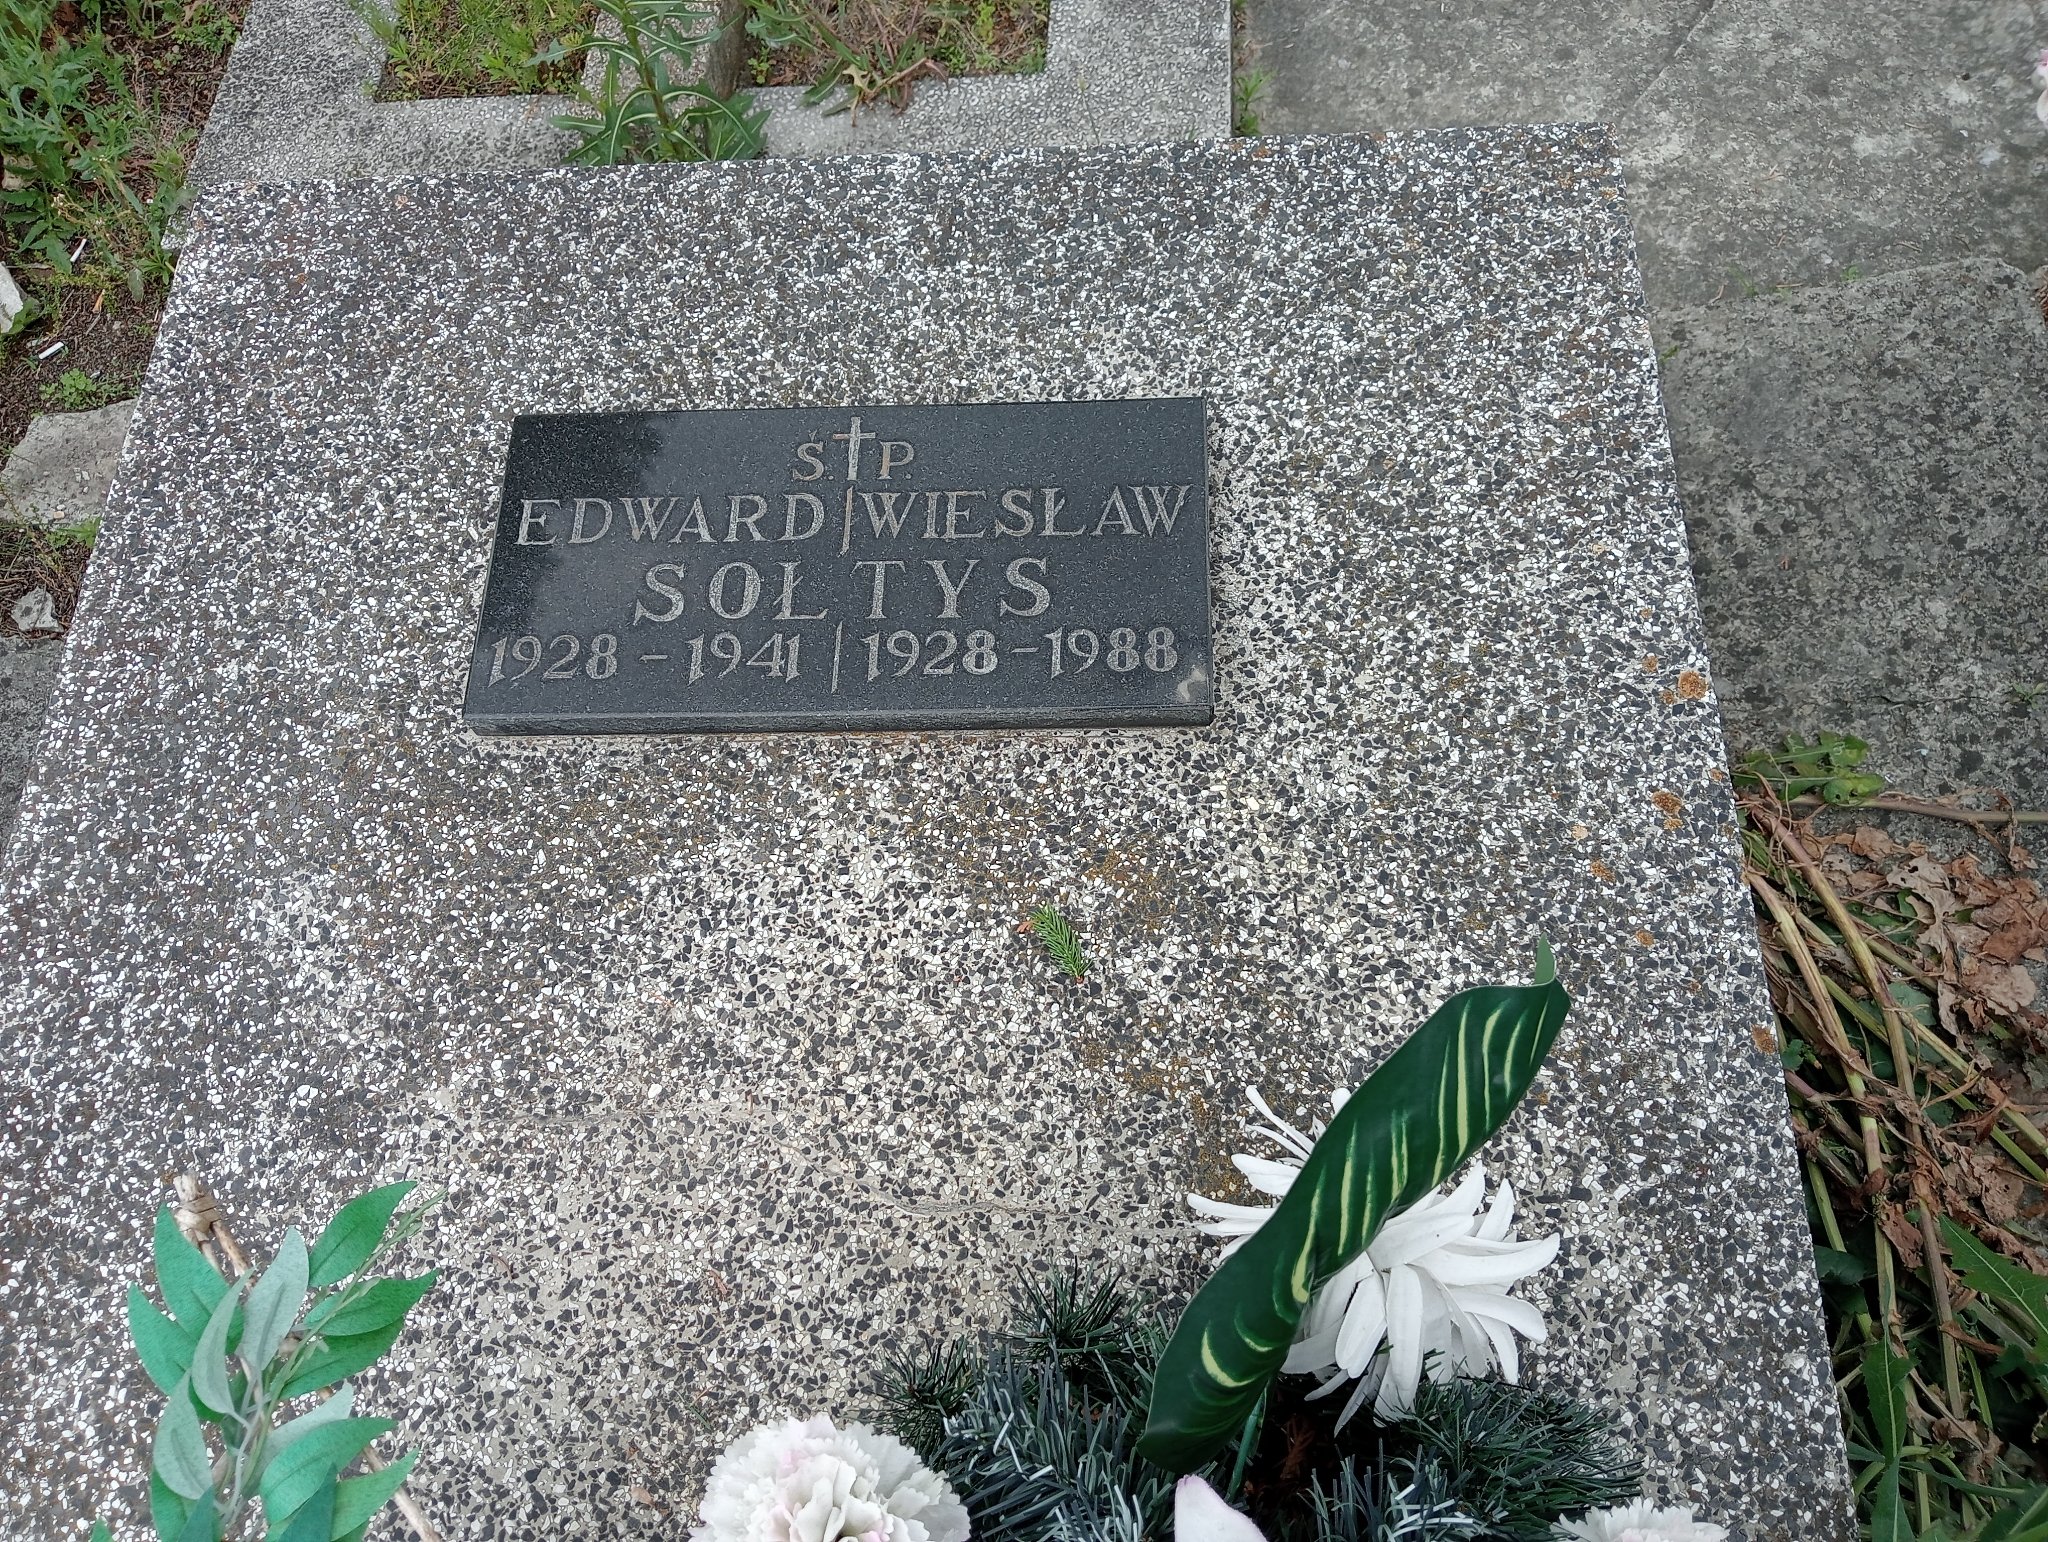 Ś.P.
EDWARD|WIESŁAW
SOŁTYS
1928 - 1941 | 1928 - 1988